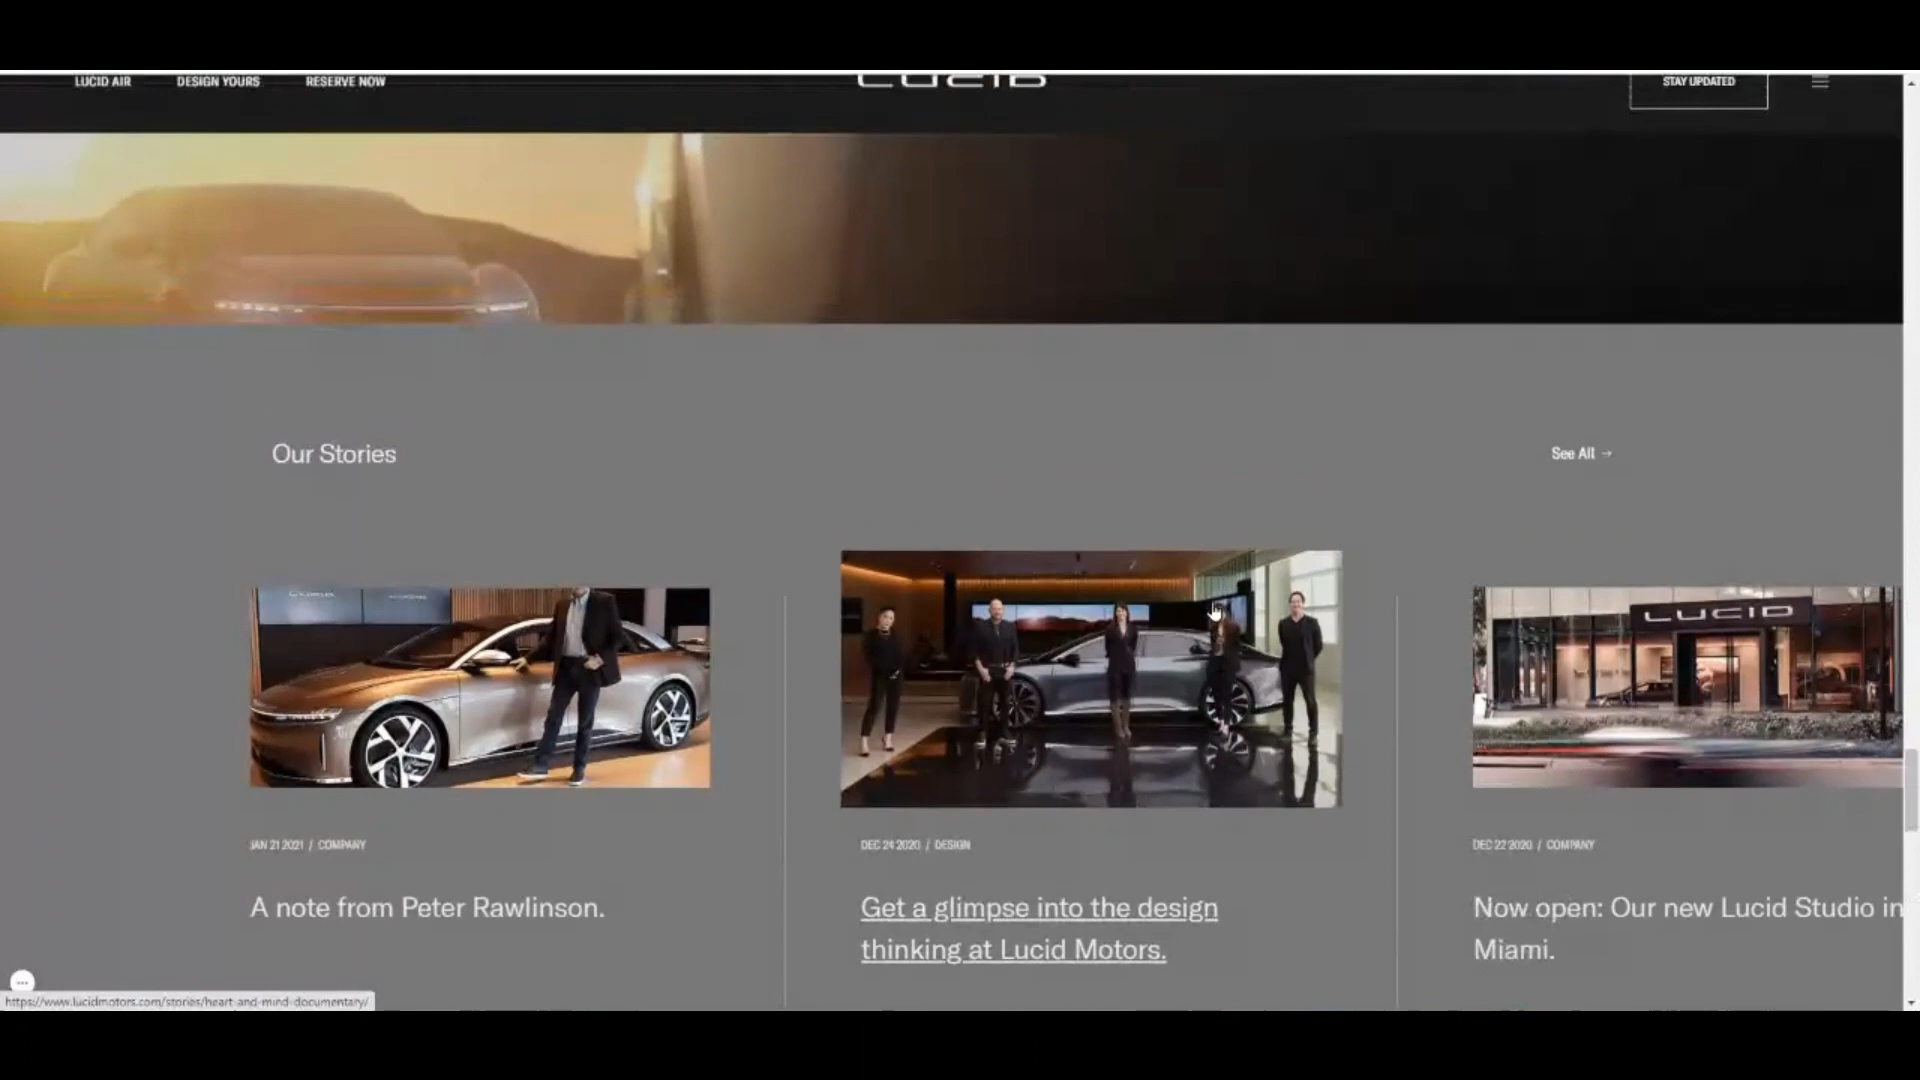 LUCID AIR DESIGN YOURS RESERVE NOW LUCID STAY UPDATED
Our Stories See All →
LUCID
JAN 21 2021 / COMPANY
A note from Peter Rawlinson.
DEC 24 2020 / DESIGN
Get a glimpse into the design
thinking at Lucid Motors.
DEC 22 2020 / COMPANY
Now open: Our new Lucid Studio in
Miami.
https://www.lucidmotors.com/stories/heart-and-mind-documentary/